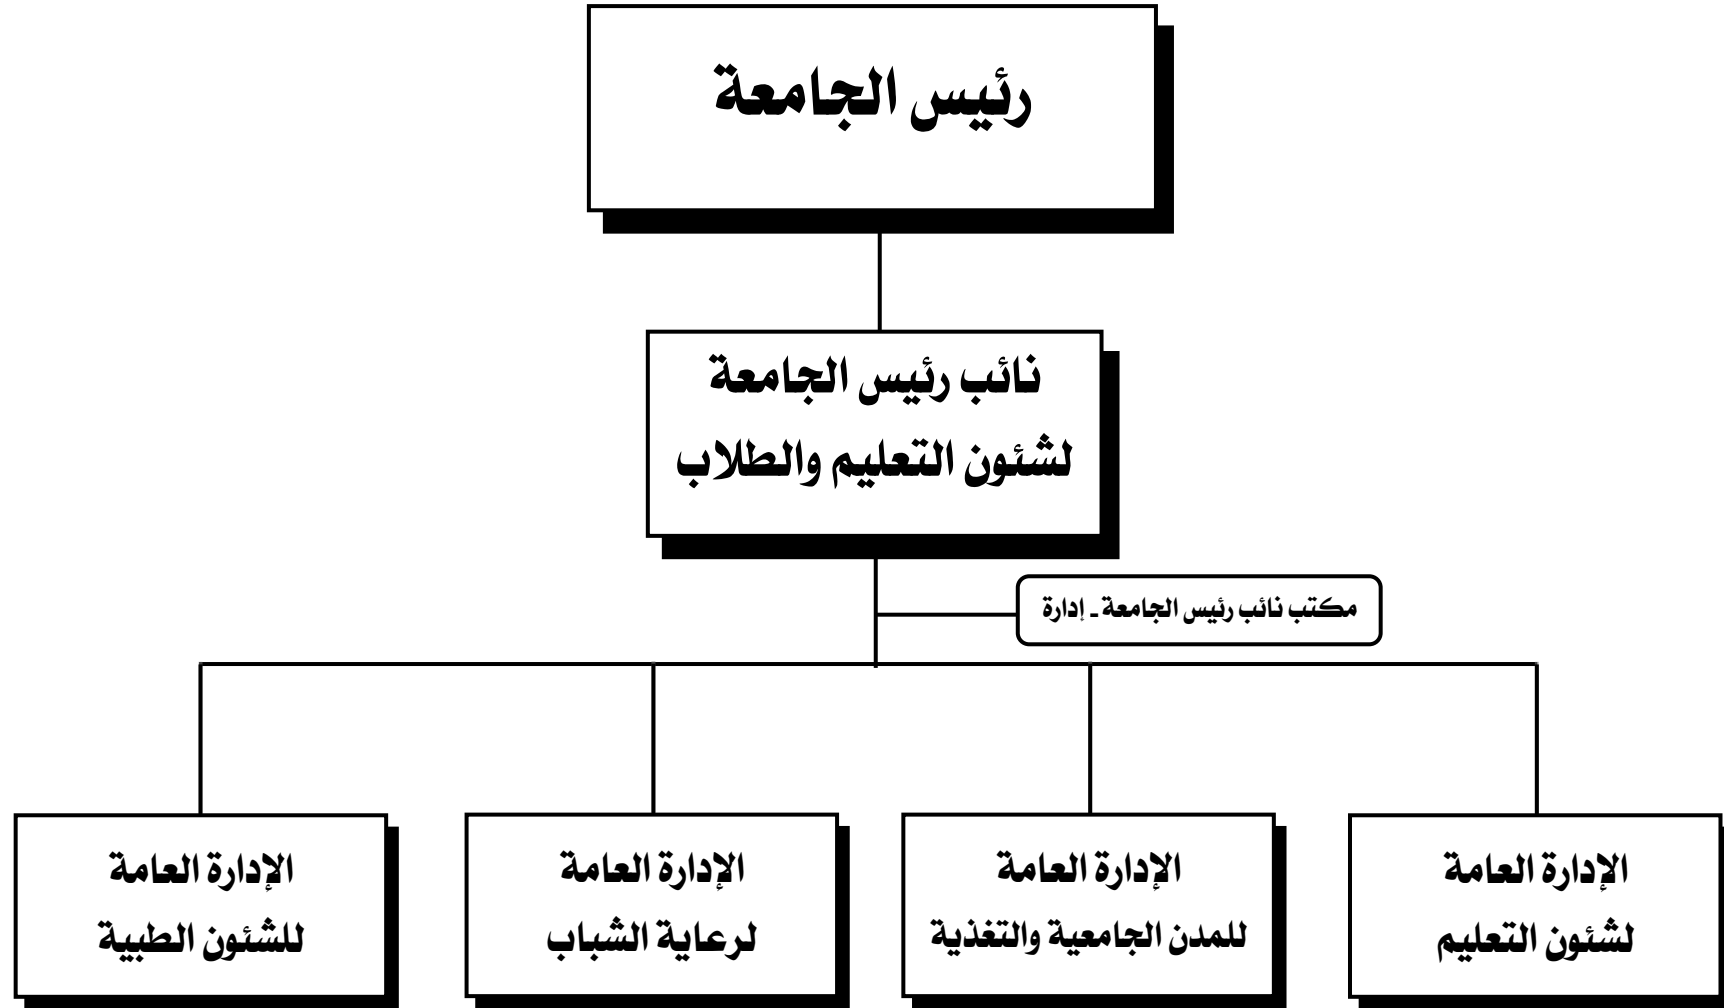 رئيس الجامعة
نائب رئيس الجامعة
لشئون التعليم والطلاب
مكتب نائب رئيس الجامعة ـ إدارة
الإدارة العامة
لشئون التعليم
الإدارة العامة
للمدن الجامعية والتغذية
الإدارة العامة
لرعاية الشباب
الإدارة العامة
للشئون الطبية